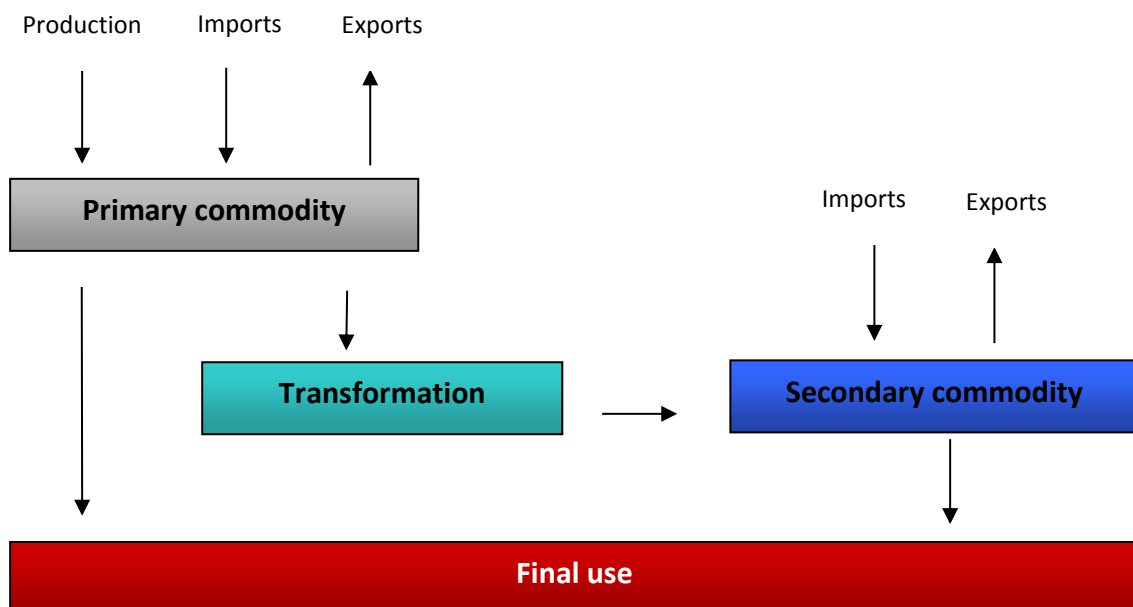 Production Imports Exports
Primary commodity
Imports Exports
Transformation
Secondary commodity
Final use